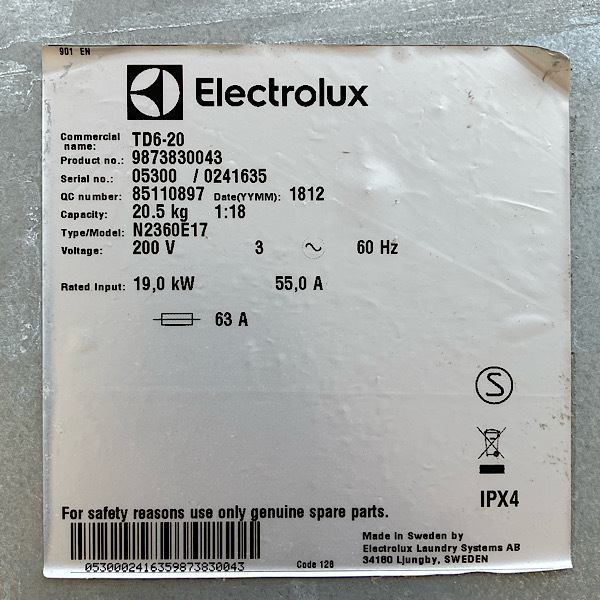 901 EN
Electrolux
Commercial name: TD6-20
Product no.: 9873830043
Serial no.: 05300 / 0241635
QC number: 85110897 Date(YYMM): 1812
Capacity: 20.5 kg 1:18
Type/Model: N2360E17
Voltage: 200 V 3 ~ 60 Hz
Rated Input: 19,0 kW 55,0 A
63 A
S
IPX4
For safety reasons use only genuine spare parts.
0530002416359873830043
Code 128
Made in Sweden by
Electrolux Laundry Systems AB
34180 Ljungby, SWEDEN